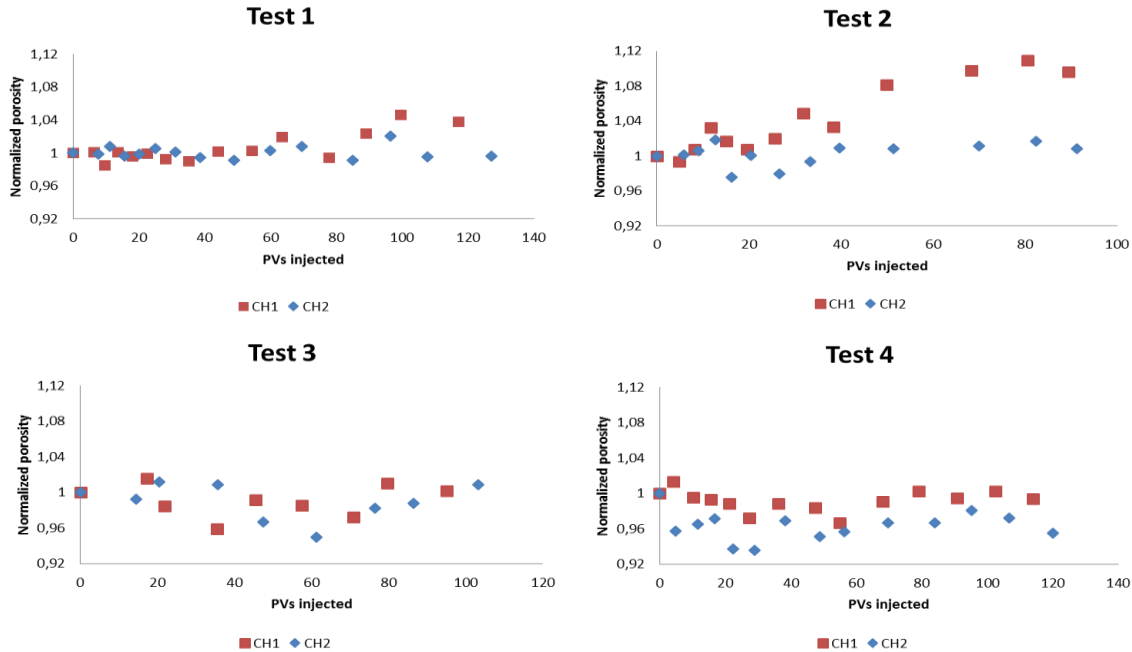 Test 1
Normalized porosity
1,12
1,08
1,04
1
0,96
0,92
0 20 40 60 80 100 120 140
PVs injected
CH1 CH2
Test 2
Normalized porosity
1,12
1,08
1,04
1
0,96
0,92
0 20 40 60 80 100
PVs injected
CH1 CH2
Test 3
Normalized porosity
1,12
1,08
1,04
1
0,96
0,92
0 20 40 60 80 100 120
PVs injected
CH1 CH2
Test 4
Normalized porosity
1,12
1,08
1,04
1
0,96
0,92
0 20 40 60 80 100 120 140
PVs injected
CH1 CH2